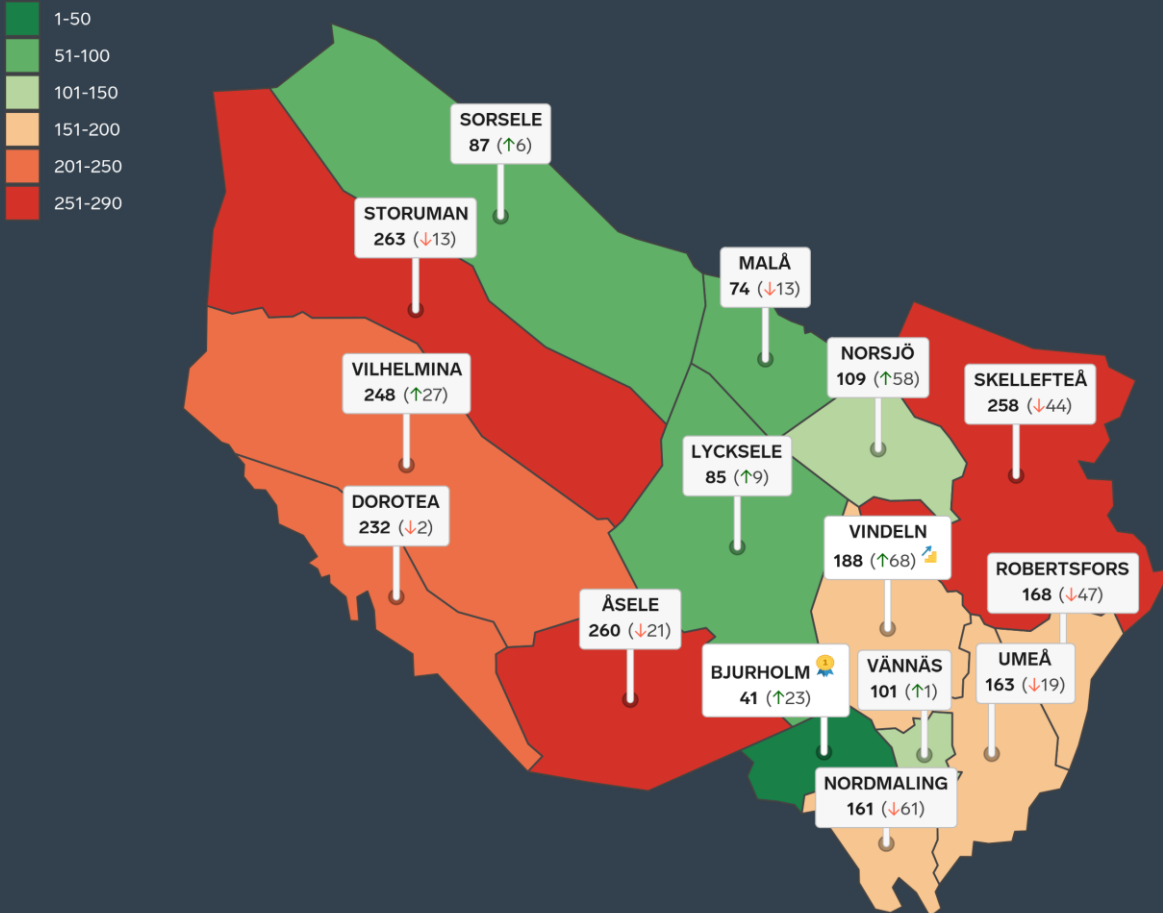 1-50
51-100
101-150
151-200
201-250
251-290
SORSELE
87 (↑6)
STORUMAN
263 (↓13)
MALÅ
74 (↓13)
NORSJÖ
109 (↑58)
VILHELMINA
248 (↑27)
SKELLEFTEÅ
258 (↓44)
LYCKSELE
85 (↑9)
DOROTEA
232 (↓2)
VINDELN
188 (↑68)
ROBERTSFORS
168 (↓47)
ÅSELE
260 (↓21)
BJURHOLM 1
41 (↑23)
VÄNNÄS
101 (↑1)
UMEÅ
163 (↓19)
NORDMALING
161 (↓61)